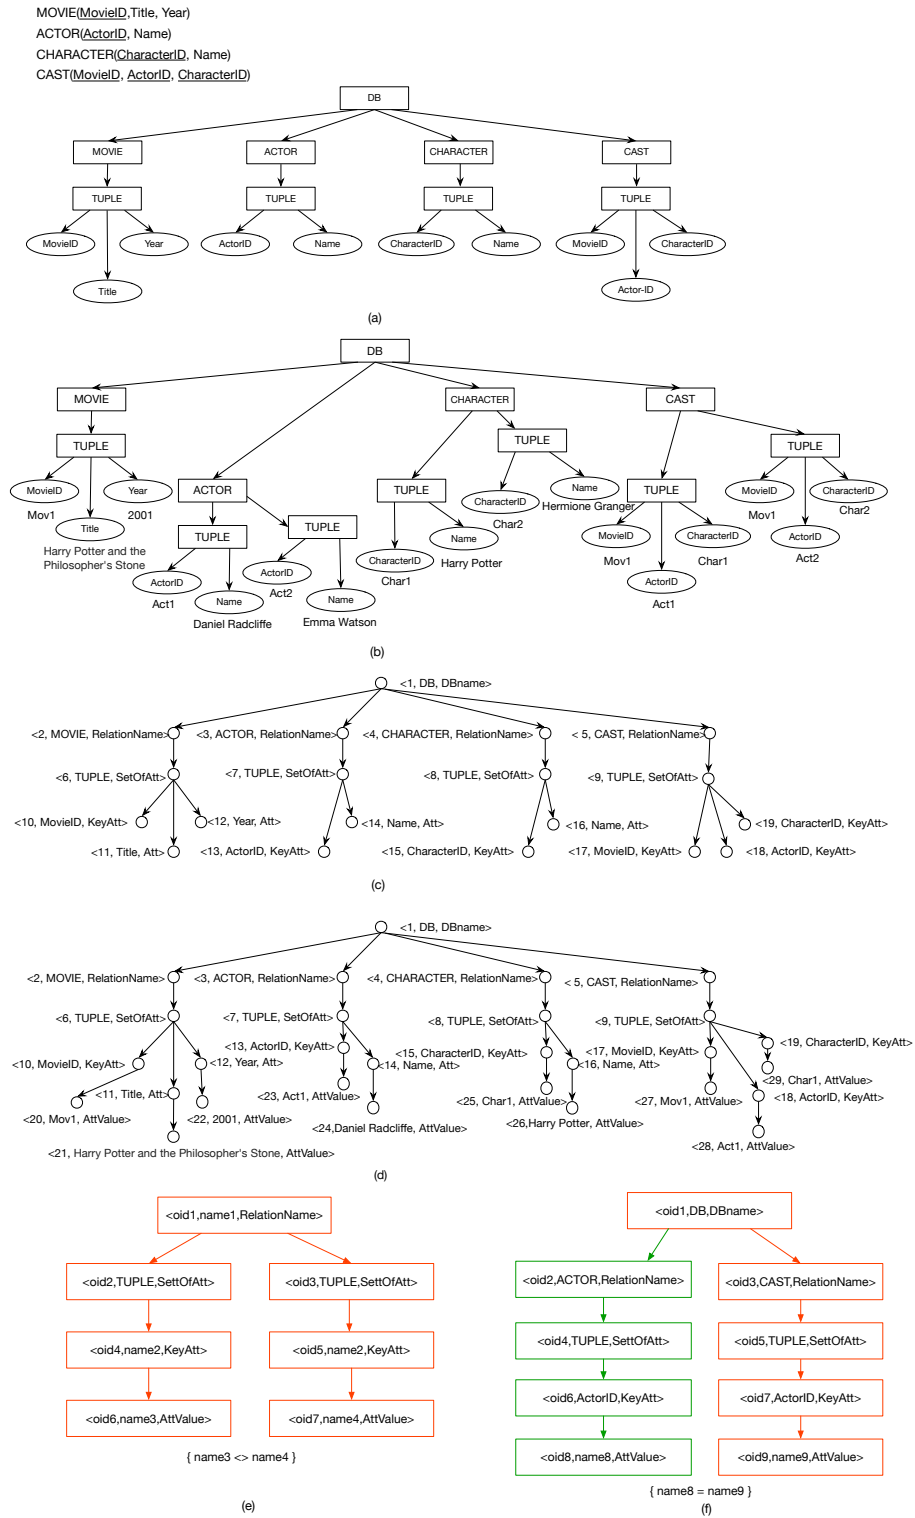 MOVIE(MovieID,Title, Year)
ACTOR(ActorID, Name)
CHARACTER(CharacterID, Name)
CAST(MovieID, ActorID, CharacterID)
DB
MOVIE ACTOR CHARACTER CAST
TUPLE TUPLE TUPLE TUPLE
MovieID Year ActorID Name CharacterID Name MovieID CharacterID
Title Actor-ID
(a)
DB
MOVIE CHARACTER CAST
TUPLE TUPLE TUPLE
MovieID Year ACTOR TUPLE CharacterID Name TUPLE MovieID CharacterID
Mov1 2001 Char2 Hermione Granger Mov1 Char2
Title TUPLE TUPLE Name MovieID CharacterID ActorID
Harry Potter and the
Philosopher's Stone
CharacterID Harry Potter Mov1 Char1 Act2
ActorID ActorID Char1 ActorID
Act1 Act2 Act1
Name Name
Daniel Radcliffe Emma Watson
(b)
<1, DB, DBname>
<2, MOVIE, RelationName> <3, ACTOR, RelationName> <4, CHARACTER, RelationName> < 5, CAST, RelationName>
<6, TUPLE, SetOfAtt> <7, TUPLE, SetOfAtt> <8, TUPLE, SetOfAtt> <9, TUPLE, SetOfAtt>
<10, MovieID, KeyAtt> <12, Year, Att> <14, Name, Att> <16, Name, Att> <19, CharacterID, KeyAtt>
<11, Title, Att> <13, ActorID, KeyAtt> <15, CharacterID, KeyAtt> <17, MovieID, KeyAtt> <18, ActorID, KeyAtt>
(c)
<1, DB, DBname>
<2, MOVIE, RelationName> <3, ACTOR, RelationName> <4, CHARACTER, RelationName> < 5, CAST, RelationName>
<6, TUPLE, SetOfAtt> <7, TUPLE, SetOfAtt> <8, TUPLE, SetOfAtt> <9, TUPLE, SetOfAtt>
<13, ActorID, KeyAtt> <15, CharacterID, KeyAtt> <17, MovieID, KeyAtt> <19, CharacterID, KeyAtt>
<10, MovieID, KeyAtt> <12, Year, Att> <14, Name, Att> <16, Name, Att>
<29, Char1, AttValue>
<11, Title, Att> <23, Act1, AttValue> <25, Char1, AttValue> <27, Mov1, AttValue> <18, ActorID, KeyAtt>
<20, Mov1, AttValue> <22, 2001, AttValue> <24,Daniel Radcliffe, AttValue> <26,Harry Potter, AttValue>
<28, Act1, AttValue>
<21, Harry Potter and the Philosopher's Stone, AttValue>
(d)
<oid1,name1,RelationName> <oid1,DB,DBname>
<oid2,TUPLE,SettOfAtt> <oid3,TUPLE,SettOfAtt> <oid2,ACTOR,RelationName> <oid3,CAST,RelationName>
<oid4,TUPLE,SettOfAtt> <oid5,TUPLE,SettOfAtt>
<oid4,name2,KeyAtt> <oid5,name2,KeyAtt> <oid6,ActorID,KeyAtt> <oid7,ActorID,KeyAtt>
<oid6,name3,AttValue> <oid7,name4,AttValue> <oid8,name8,AttValue> <oid9,name9,AttValue>
{ name3 <> name4 } { name8 = name9 }
(e) (f)